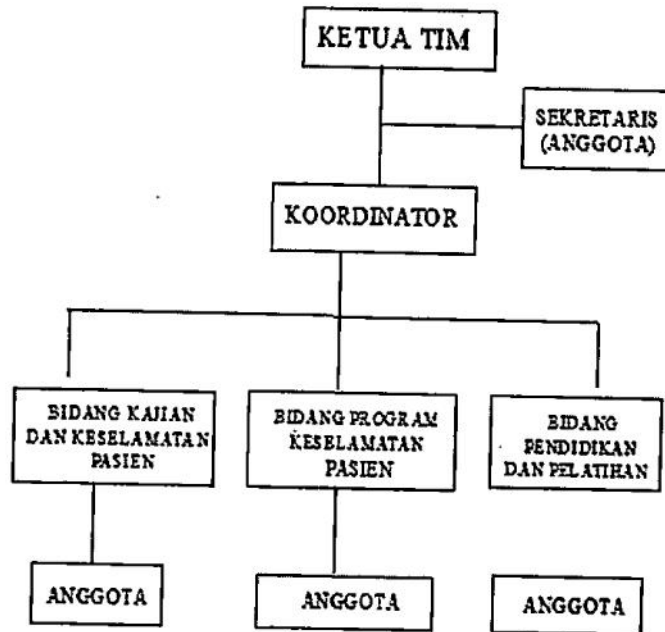 KETUA TIM
SEKRETARIS
(ANGGOTA)
KOORDINATOR
BIDANG KAJIAN
DAN KESELAMATAN
PASIEN
BIDANG PROGRAM
KESELAMATAN
PASIEN
BIDANG
PENDIDIKAN
DAN PELATIHAN
ANGGOTA
ANGGOTA
ANGGOTA